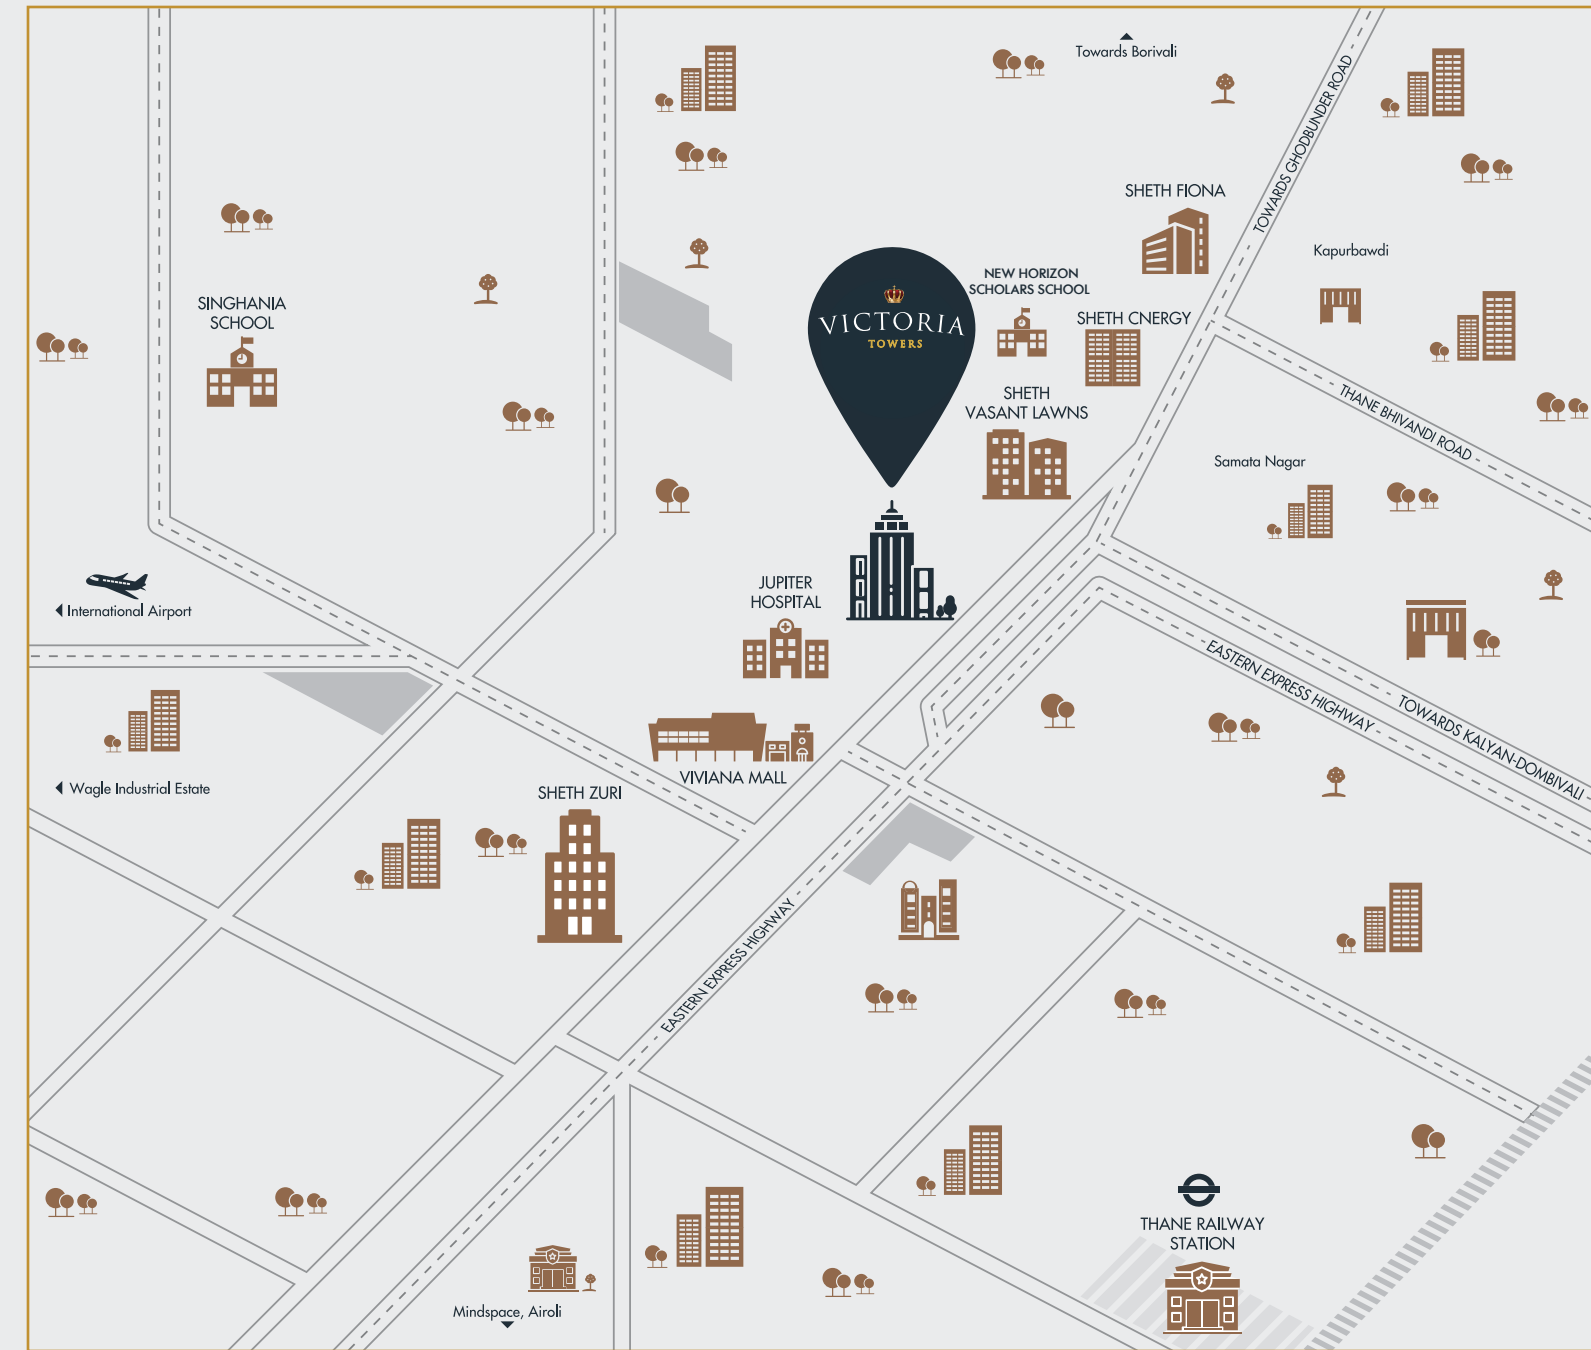 Towards Borivali
TOWARDS GHODBUNDER ROAD
SHETH FIONA
Kapurbawdi
NEW HORIZON
SCHOLARS SCHOOL
SINGHANIA
SCHOOL
VICTORIA
TOWERS
SHETH CNERGY
SHETH
VASANT LAWNS
THANE BHIVANDI ROAD
Samata Nagar
JUPITER
HOSPITAL
International Airport
EASTERN EXPRESS HIGHWAY
TOWARDS KALYAN-DOMBIVALI
VIVIANA MALL
Wagle Industrial Estate
SHETH ZURI
EASTERN EXPRESS HIGHWAY
THANE RAILWAY
STATION
Mindspace, Airoli